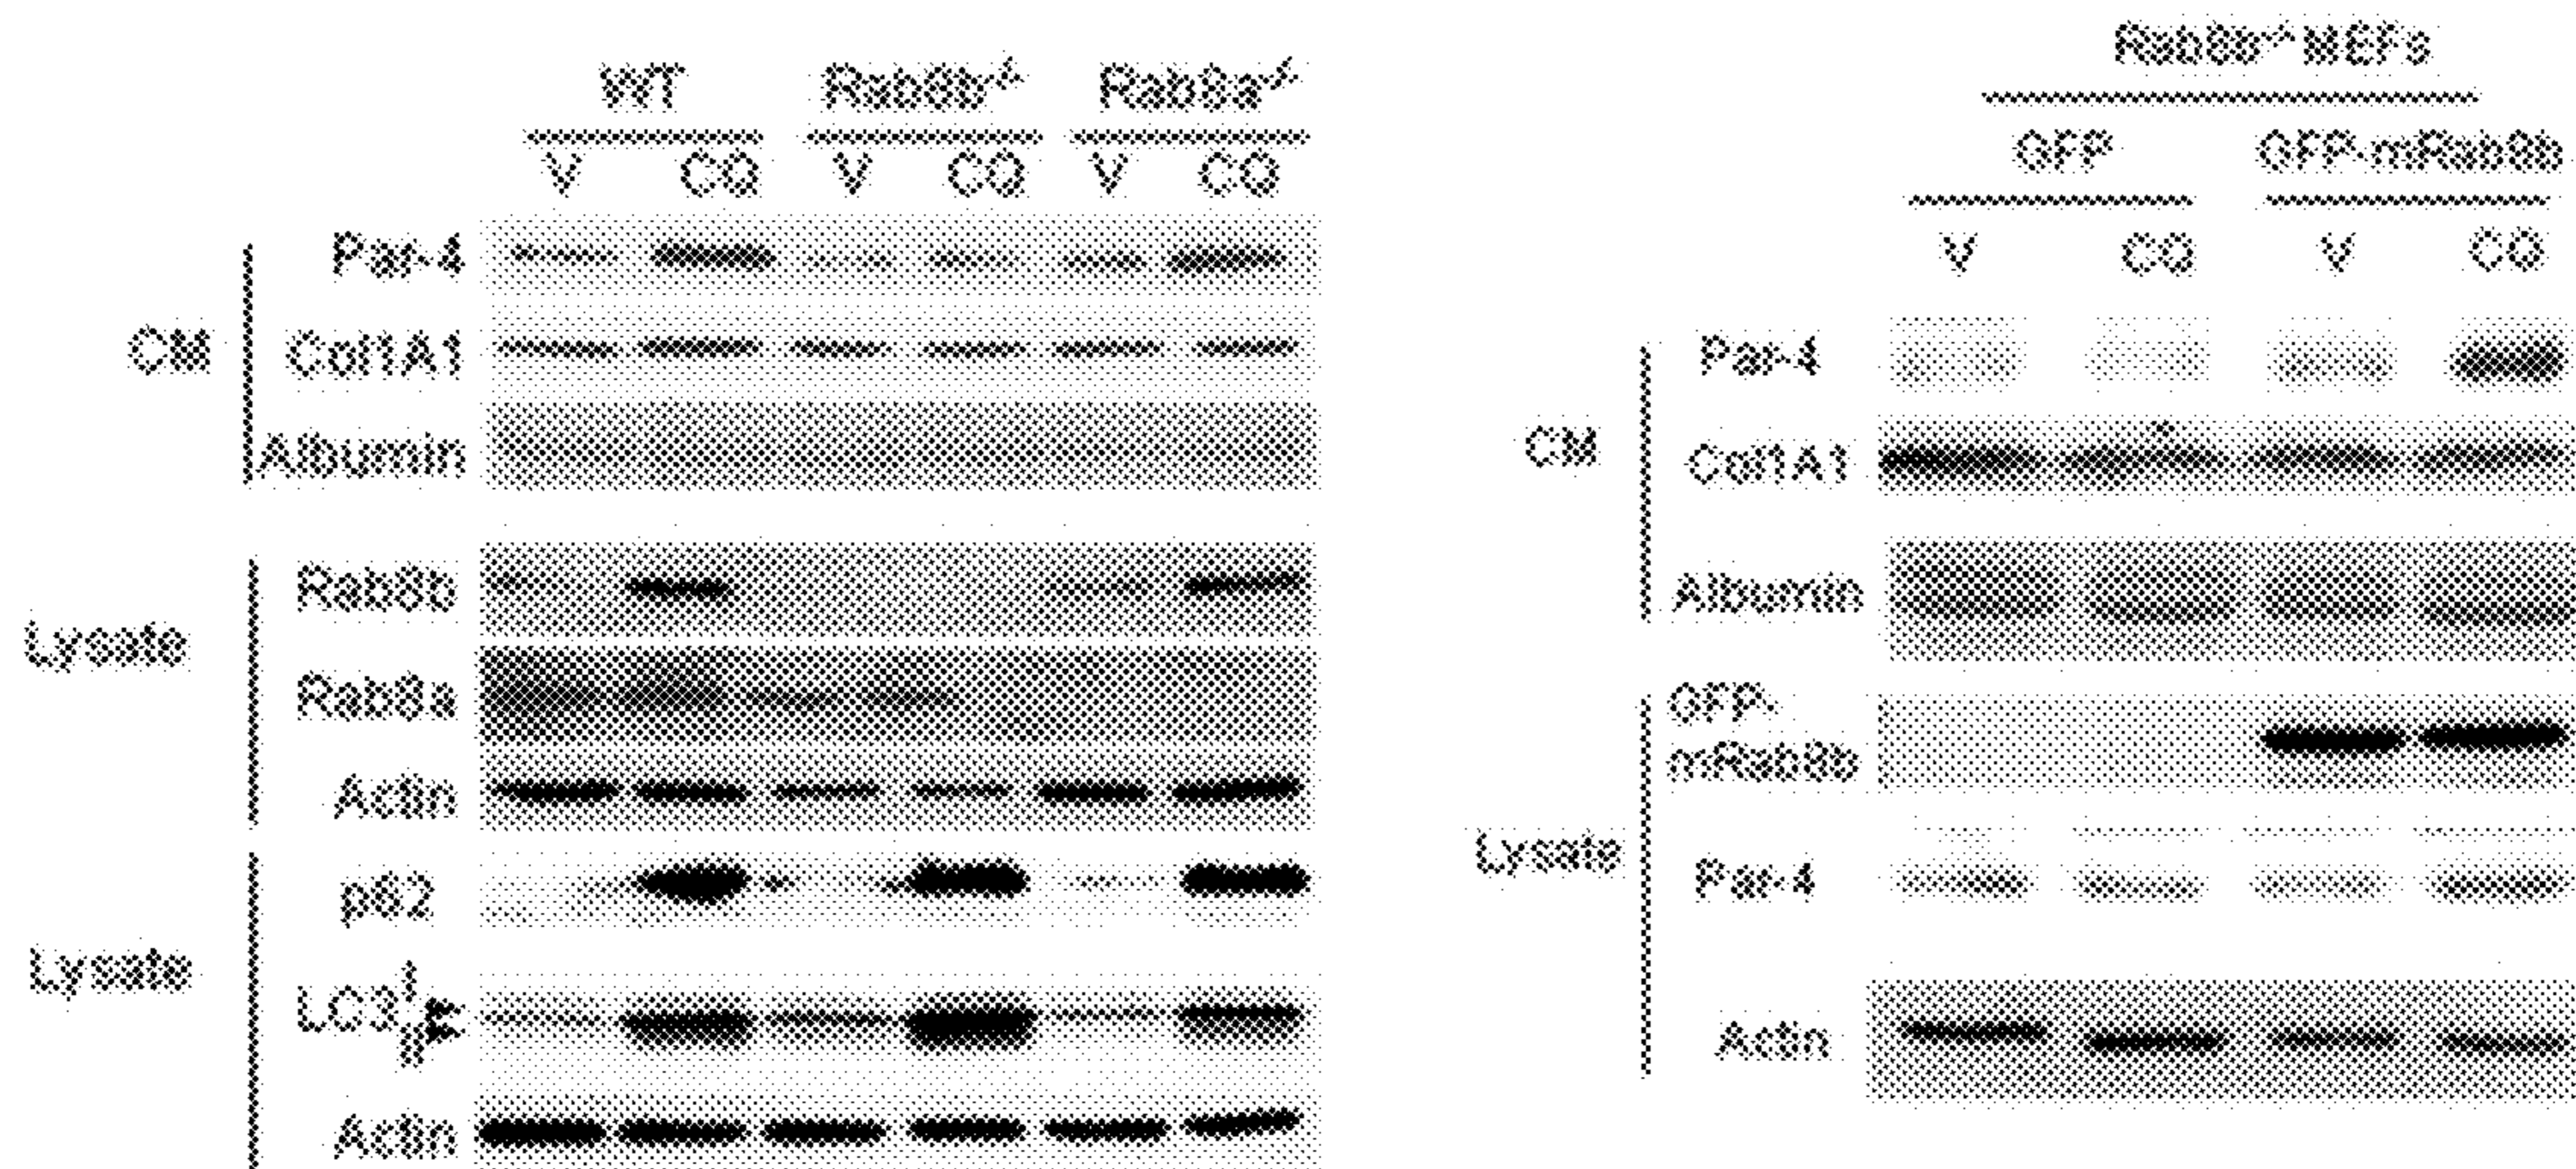 WT Rab8b-/- Rab8a-/-
V CQ V CQ V CQ
CM
Par-4
Col1A1
Albumin
Lysate
Rab8b
Rab8a
Actin
Lysate
p62
LC3 I
II
Actin
Rab8b-/- MEFs
GFP GFP-mRab8b
V CQ V CQ
CM
Par-4
Col1A1
Albumin
Lysate
GFP-
mRab8b
Par-4
Actin